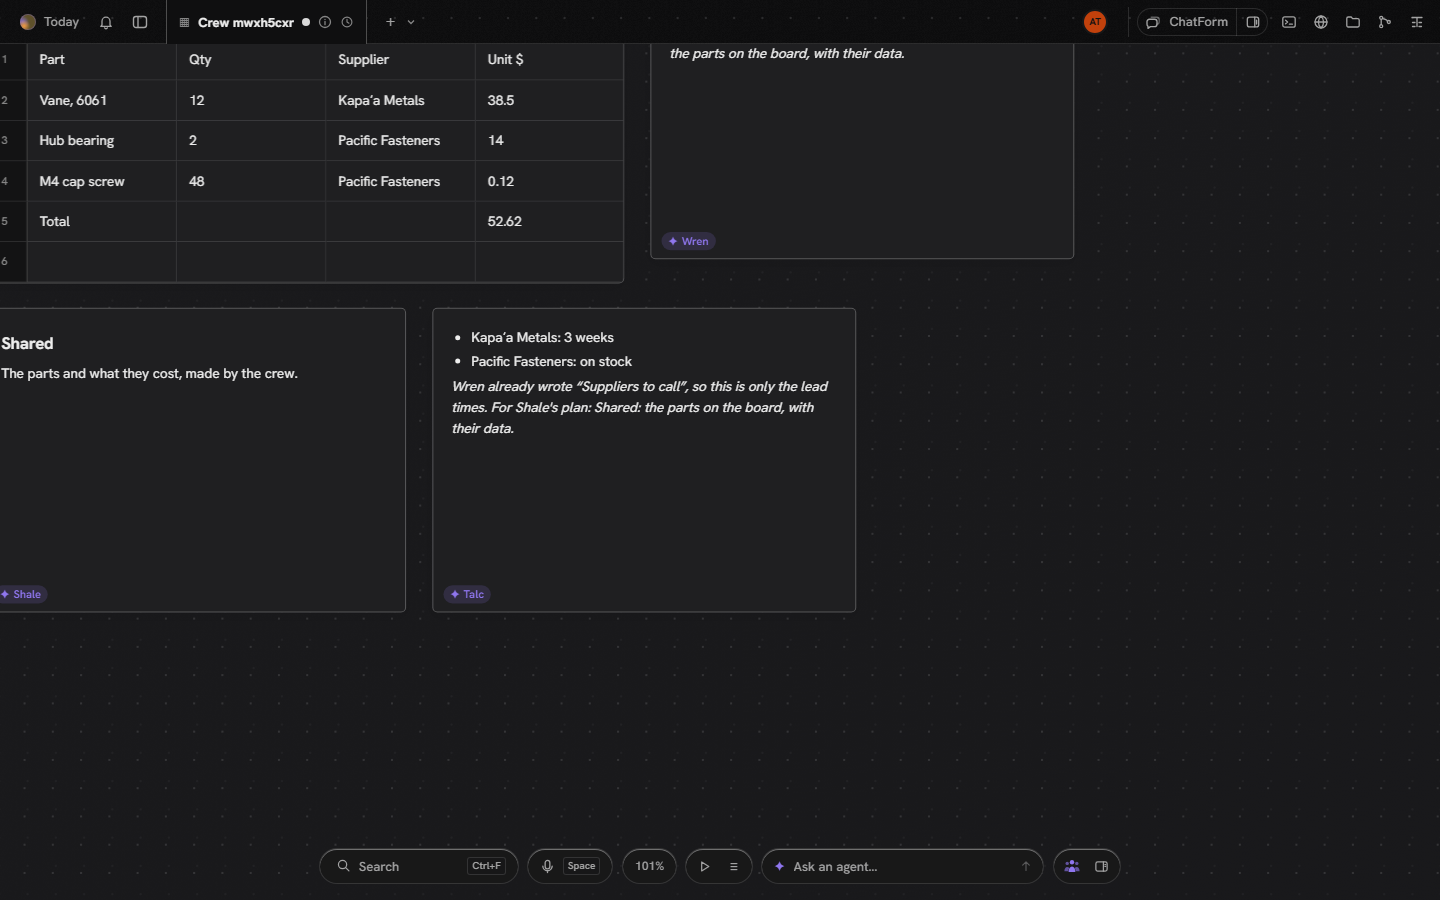 Today
Crew mwxh5cxr
AT
ChatForm
1 Part Qty Supplier Unit $
2 Vane, 6061 12 Kapaʻa Metals 38.5
3 Hub bearing 2 Pacific Fasteners 14
4 M4 cap screw 48 Pacific Fasteners 0.12
5 Total 52.62
6
the parts on the board, with their data.
Wren
Shared
The parts and what they cost, made by the crew.
Shale
• Kapaʻa Metals: 3 weeks
• Pacific Fasteners: on stock
Wren already wrote “Suppliers to call”, so this is only the lead
times. For Shale's plan: Shared: the parts on the board, with
their data.
Talc
Search Ctrl+F
Space
101%
Ask an agent...